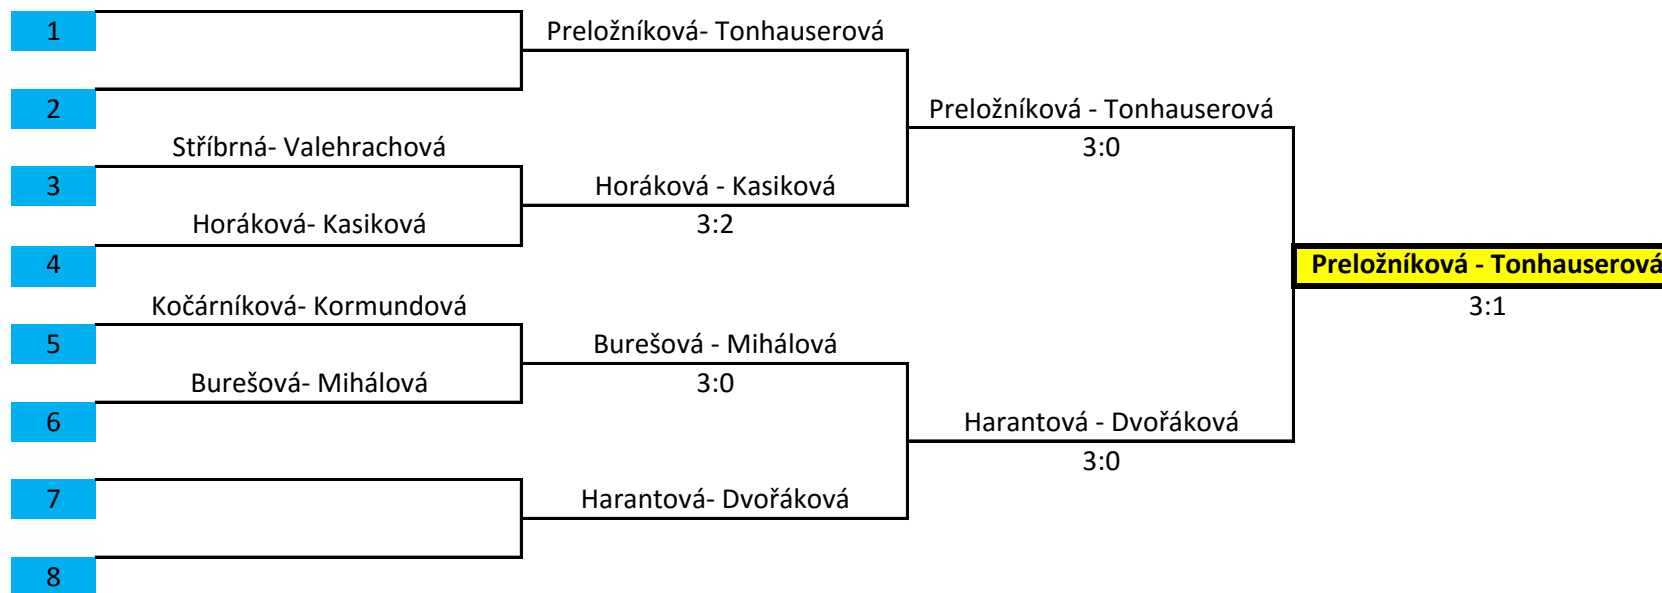 1
Preložníková- Tonhauserová
2
Preložníková - Tonhauserová
Stříbrná- Valehrachová
3:0
3
Horáková - Kasiková
Horáková- Kasiková
3:2
4
Preložníková - Tonhauserová
Kočárníková- Kormundová
3:1
5
Burešová - Mihálová
Burešová- Mihálová
3:0
6
Harantová - Dvořáková
3:0
7
Harantová- Dvořáková
8